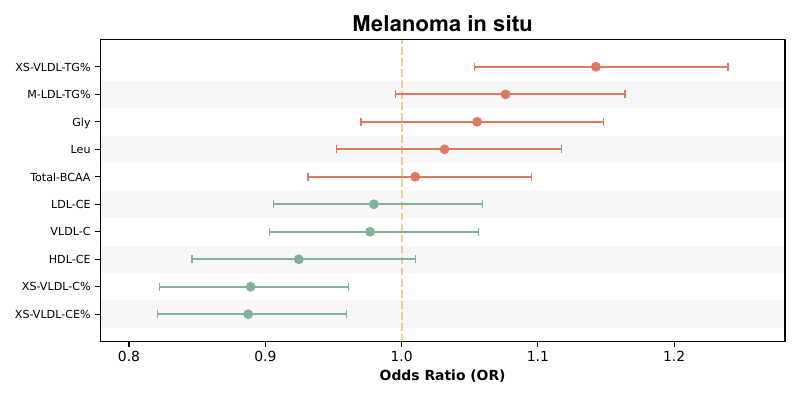 Melanoma in situ
XS-VLDL-TG%
M-LDL-TG%
Gly
Leu
Total-BCAA
LDL-CE
VLDL-C
HDL-CE
XS-VLDL-C%
XS-VLDL-CE%
0.8 0.9 1.0 1.1 1.2
Odds Ratio (OR)